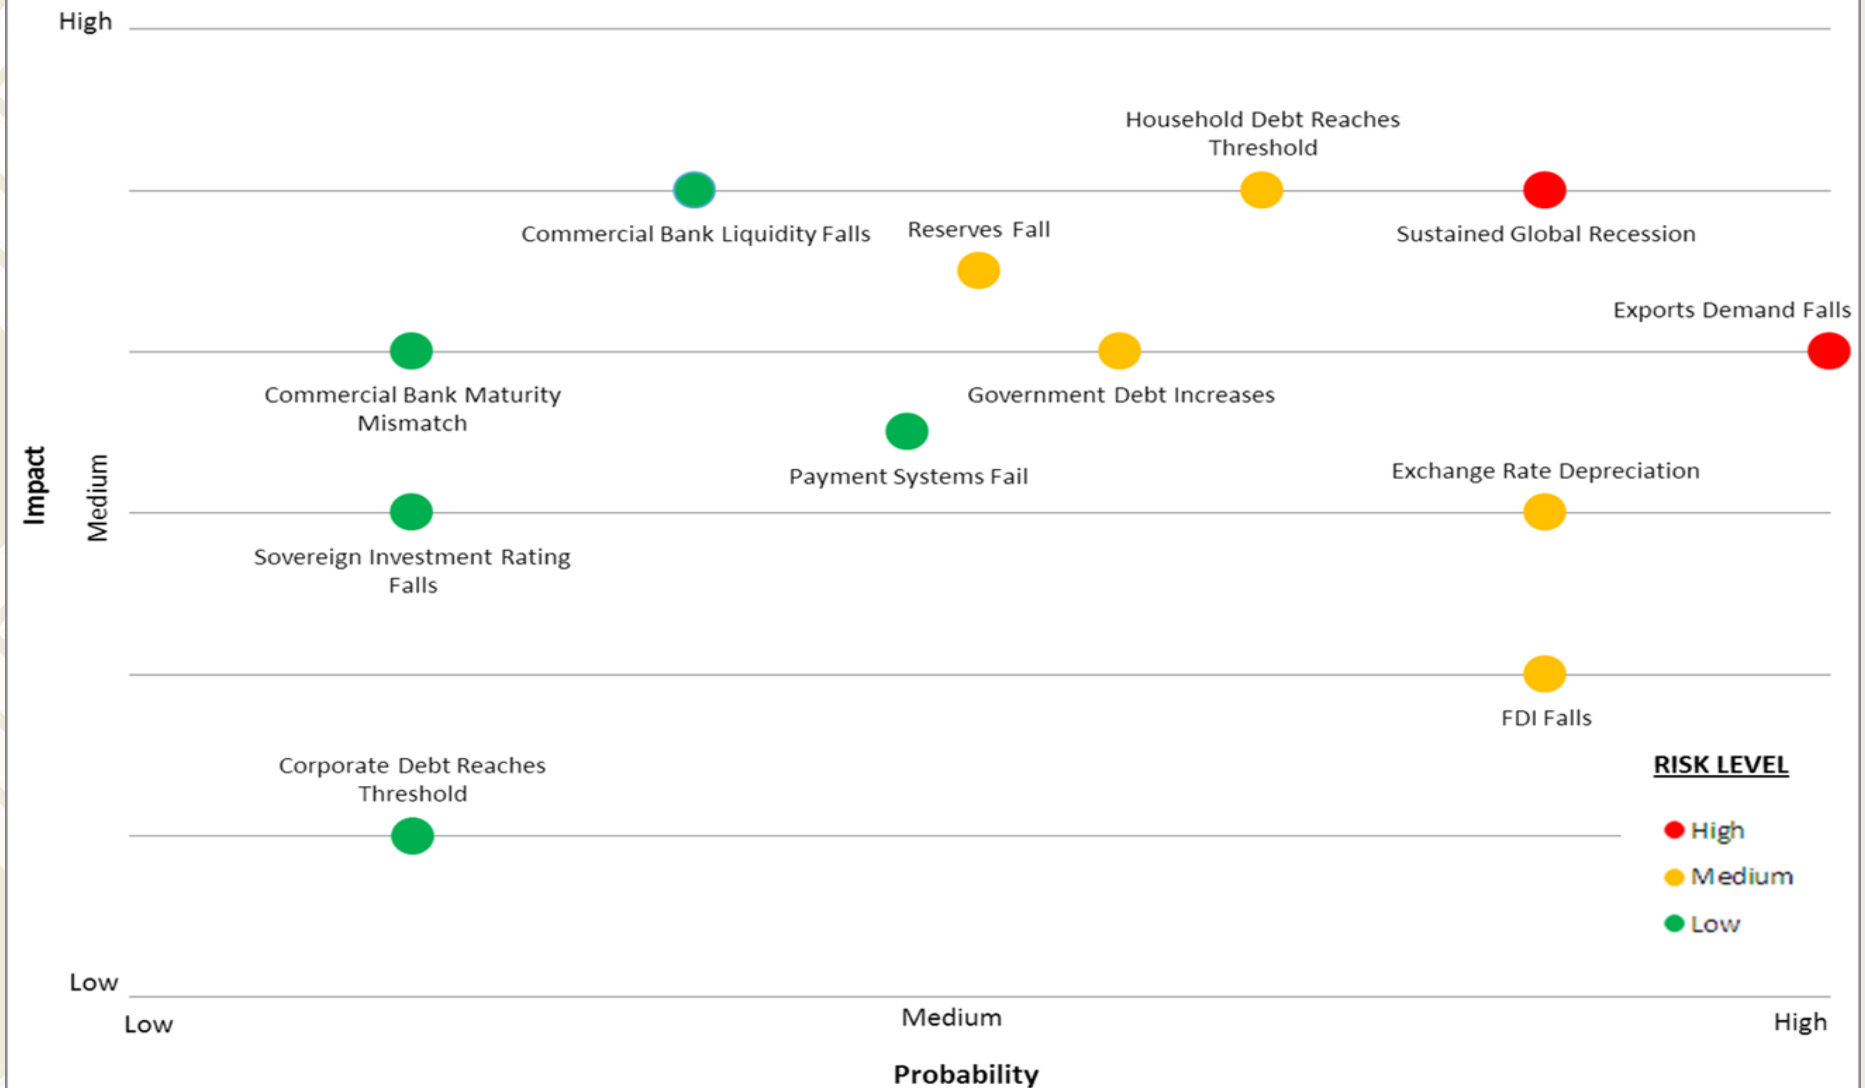 High
Household Debt Reaches
Threshold
Commercial Bank Liquidity Falls
Reserves Fall
Sustained Global Recession
Exports Demand Falls
Commercial Bank Maturity
Mismatch
Government Debt Increases
Payment Systems Fail
Exchange Rate Depreciation
Impact
Medium
Sovereign Investment Rating
Falls
FDI Falls
Corporate Debt Reaches
Threshold
RISK LEVEL
High
Medium
Low
Low
Low
Medium
High
Probability